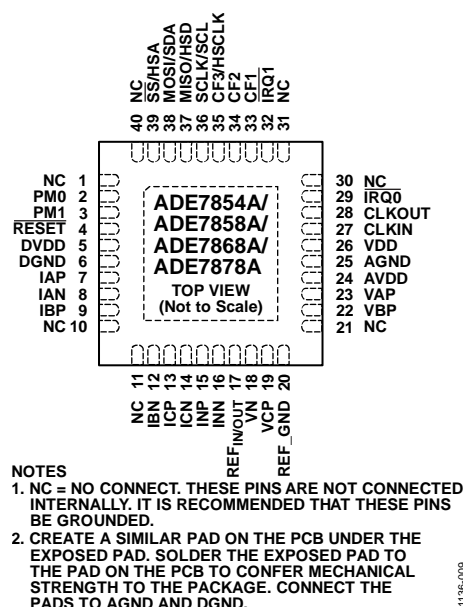 40 NC
39 SS/HSA
38 MOSI/SDA
37 MISO/HSD
36 SCLK/SCL
35 CF3/HSCLK
34 CF2
33 CF1
32 IRQ1
31 NC
NC 1
PM0 2
PM1 3
RESET 4
DVDD 5
DGND 6
IAP 7
IAN 8
IBP 9
NC 10
ADE7854A/
ADE7858A/
ADE7868A/
ADE7878A
TOP VIEW
(Not to Scale)
30 NC
29 IRQ0
28 CLKOUT
27 CLKIN
26 VDD
25 AGND
24 AVDD
23 VAP
22 VBP
21 NC
NC 11
IBN 12
ICP 13
ICN 14
INP 15
INN 16
REFIN/OUT 17
VN 18
VCP 19
REF_GND 20
NOTES
1. NC = NO CONNECT. THESE PINS ARE NOT CONNECTED
INTERNALLY. IT IS RECOMMENDED THAT THESE PINS
BE GROUNDED.
2. CREATE A SIMILAR PAD ON THE PCB UNDER THE
EXPOSED PAD. SOLDER THE EXPOSED PAD TO
THE PAD ON THE PCB TO CONFER MECHANICAL
STRENGTH TO THE PACKAGE. CONNECT THE
PADS TO AGND AND DGND.